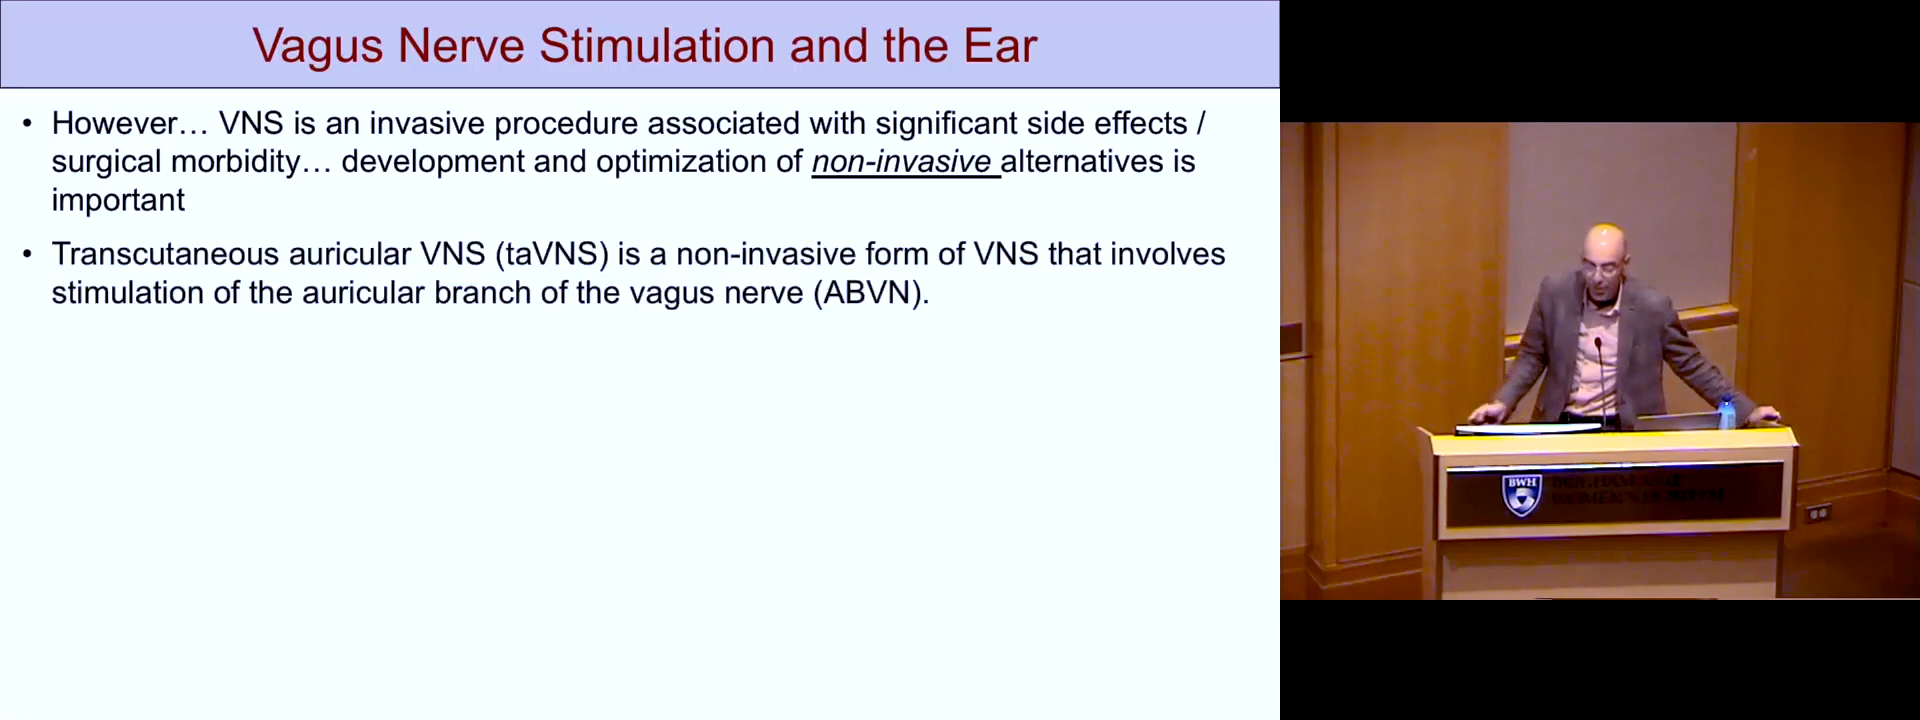 Vagus Nerve Stimulation and the Ear
• However… VNS is an invasive procedure associated with significant side effects /
surgical morbidity… development and optimization of non-invasive alternatives is
important
• Transcutaneous auricular VNS (taVNS) is a non-invasive form of VNS that involves
stimulation of the auricular branch of the vagus nerve (ABVN).
BWH